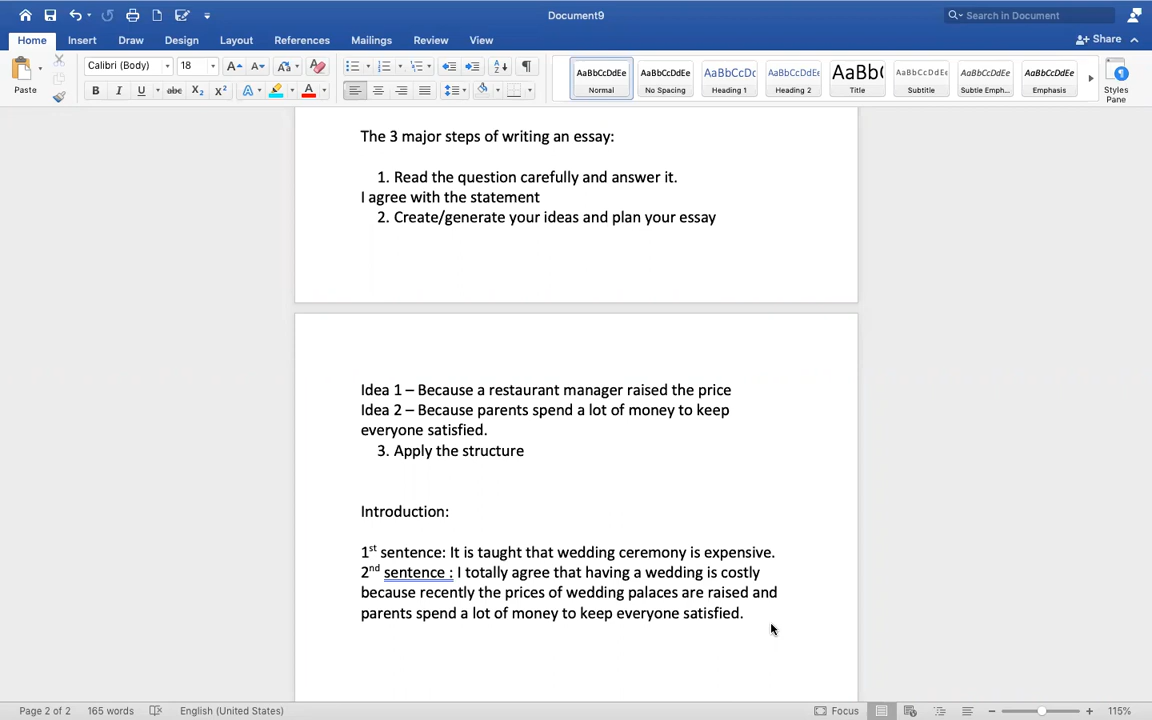 Document9
Search in Document
Home Insert Draw Design Layout References Mailings Review View
Share
Paste
Calibri (Body) 18
AaBbCcDdEe AaBbCcDdEe AaBbCcDc AaBbCcDdEe AaBb( AaBbCcDdEe AaBbCcDdEe AaBbCcDdEe
Normal No Spacing Heading 1 Heading 2 Title Subtitle Subtle Emph... Emphasis
Styles
Pane
The 3 major steps of writing an essay:
1. Read the question carefully and answer it.
I agree with the statement
2. Create/generate your ideas and plan your essay
Idea 1 – Because a restaurant manager raised the price
Idea 2 – Because parents spend a lot of money to keep
everyone satisfied.
3. Apply the structure
Introduction:
1st sentence: It is taught that wedding ceremony is expensive.
2nd sentence : I totally agree that having a wedding is costly
because recently the prices of wedding palaces are raised and
parents spend a lot of money to keep everyone satisfied.
Page 2 of 2 165 words English (United States) Focus 115%